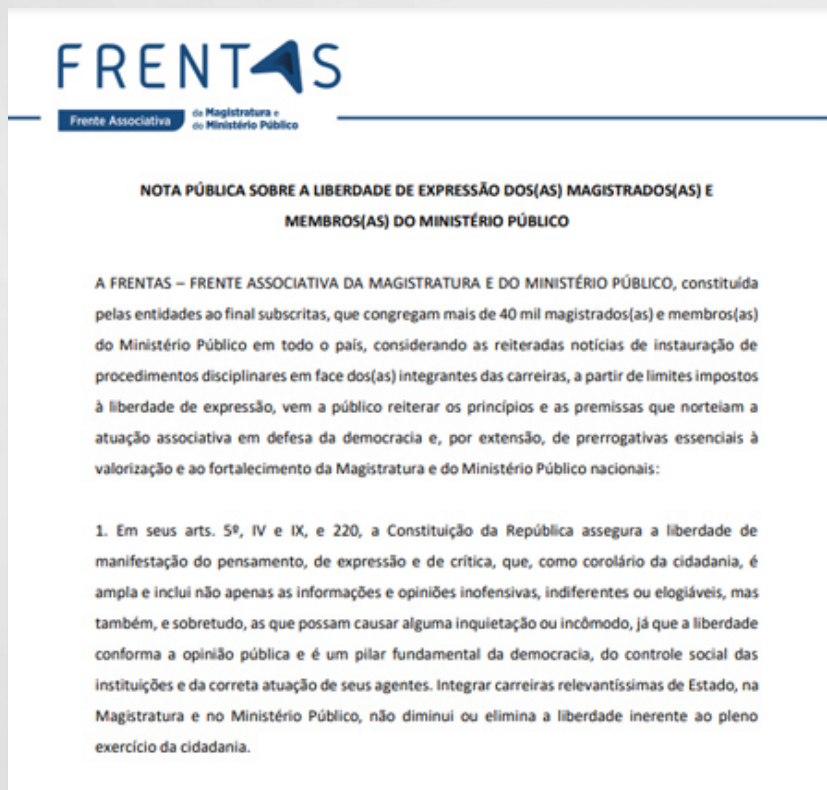 FRENTAS
Frente Associativa
da Magistratura e
do Ministério Público
NOTA PÚBLICA SOBRE A LIBERDADE DE EXPRESSÃO DOS(AS) MAGISTRADOS(AS) E
MEMBROS(AS) DO MINISTÉRIO PÚBLICO
A FRENTAS – FRENTE ASSOCIATIVA DA MAGISTRATURA E DO MINISTÉRIO PÚBLICO, constituída
pelas entidades ao final subscritas, que congregam mais de 40 mil magistrados(as) e membros(as)
do Ministério Público em todo o país, considerando as reiteradas notícias de instauração de
procedimentos disciplinares em face dos(as) integrantes das carreiras, a partir de limites impostos
à liberdade de expressão, vem a público reiterar os princípios e as premissas que norteiam a
atuação associativa em defesa da democracia e, por extensão, de prerrogativas essenciais à
valorização e ao fortalecimento da Magistratura e do Ministério Público nacionais:
1. Em seus arts. 5º, IV e IX, e 220, a Constituição da República assegura a liberdade de
manifestação do pensamento, de expressão e de crítica, que, como corolário da cidadania, é
ampla e inclui não apenas as informações e opiniões inofensivas, indiferentes ou elogiáveis, mas
também, e sobretudo, as que possam causar alguma inquietação ou incômodo, já que a liberdade
conforma a opinião pública e é um pilar fundamental da democracia, do controle social das
instituições e da correta atuação de seus agentes. Integrar carreiras relevantíssimas de Estado, na
Magistratura e no Ministério Público, não diminui ou elimina a liberdade inerente ao pleno
exercício da cidadania.